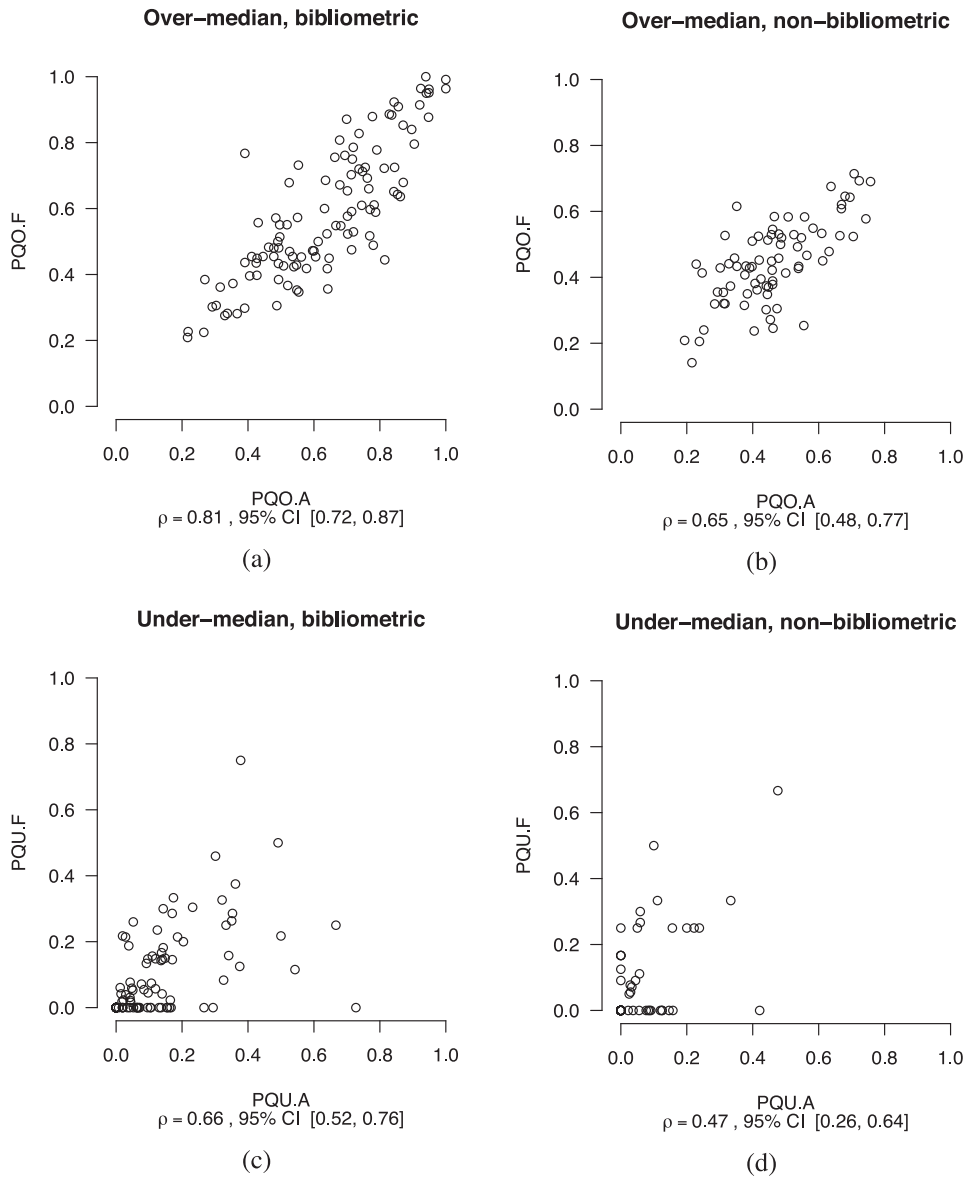 Over−median, bibliometric
PQO.F
1.0
0.8
0.6
0.4
0.2
0.0
0.0 0.2 0.4 0.6 0.8 1.0
PQO.A
ρ = 0.81 , 95% CI [0.72, 0.87]
(a)
Over−median, non−bibliometric
PQO.F
1.0
0.8
0.6
0.4
0.2
0.0
0.0 0.2 0.4 0.6 0.8 1.0
PQO.A
ρ = 0.65 , 95% CI [0.48, 0.77]
(b)
Under−median, bibliometric
PQU.F
1.0
0.8
0.6
0.4
0.2
0.0
0.0 0.2 0.4 0.6 0.8 1.0
PQU.A
ρ = 0.66 , 95% CI [0.52, 0.76]
(c)
Under−median, non−bibliometric
PQU.F
1.0
0.8
0.6
0.4
0.2
0.0
0.0 0.2 0.4 0.6 0.8 1.0
PQU.A
ρ = 0.47 , 95% CI [0.26, 0.64]
(d)